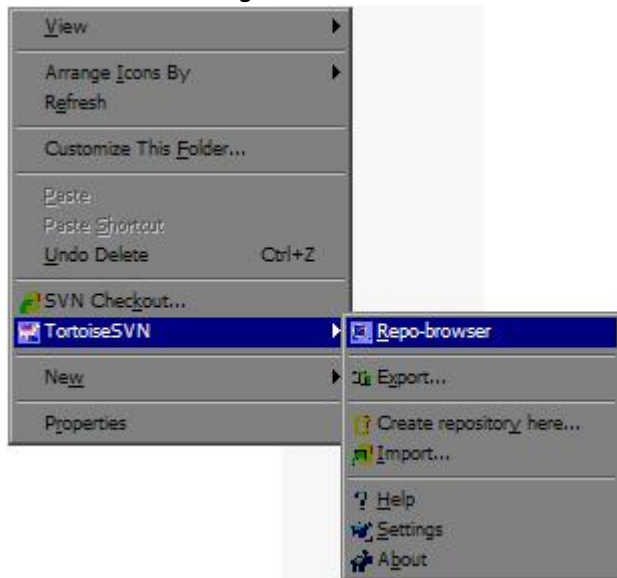 View
Arrange Icons By
Refresh
Customize This Folder...
Paste
Paste Shortcut
Undo Delete Ctrl+Z
SVN Checkout...
TortoiseSVN
New
Properties
Repo-browser
Export...
Create repository here...
Import...
Help
Settings
About